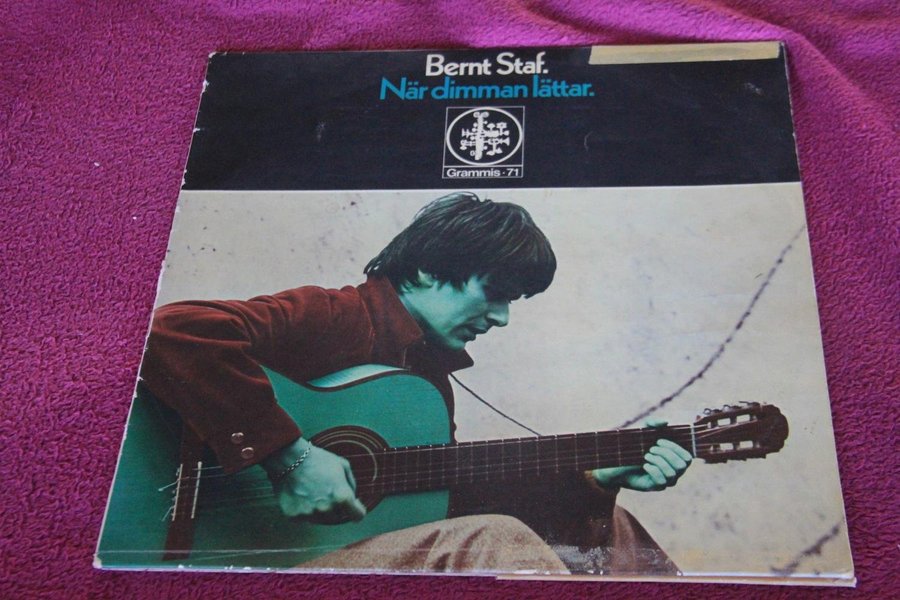 Bernt Staf.
När dimman lättar.
Grammis · 71